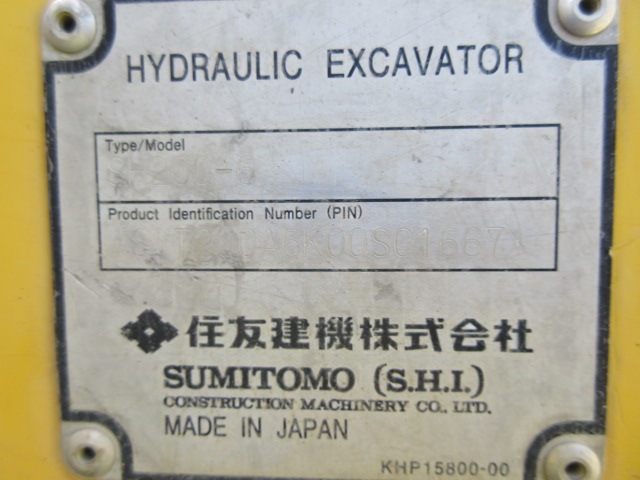 HYDRAULIC EXCAVATOR
Type/Model
Product Identification Number (PIN)
住友建機株式会社
SUMITOMO (S.H.I.)
CONSTRUCTION MACHINERY CO., LTD.
MADE IN JAPAN
KHP15800-00